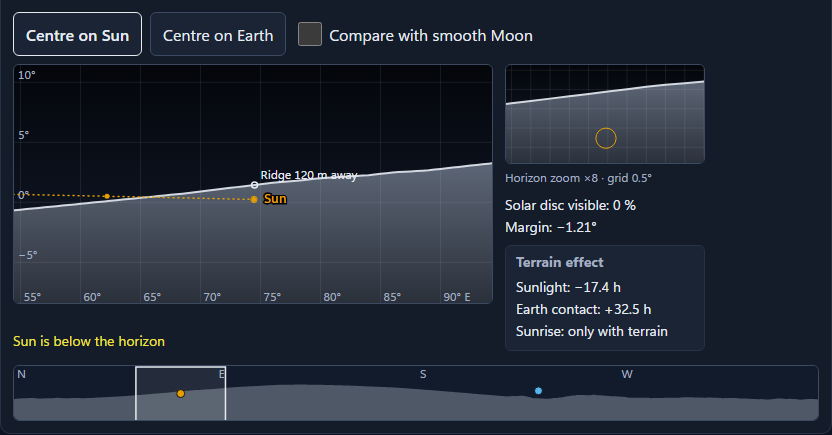 Centre on Sun Centre on Earth Compare with smooth Moon
10°
5°
0°
−5°
Ridge 120 m away
Sun
55° 60° 65° 70° 75° 80° 85° 90° E
Horizon zoom ×8 · grid 0.5°
Solar disc visible: 0 %
Margin: −1.21°
Terrain effect
Sunlight: −17.4 h
Earth contact: +32.5 h
Sunrise: only with terrain
Sun is below the horizon
N E S W